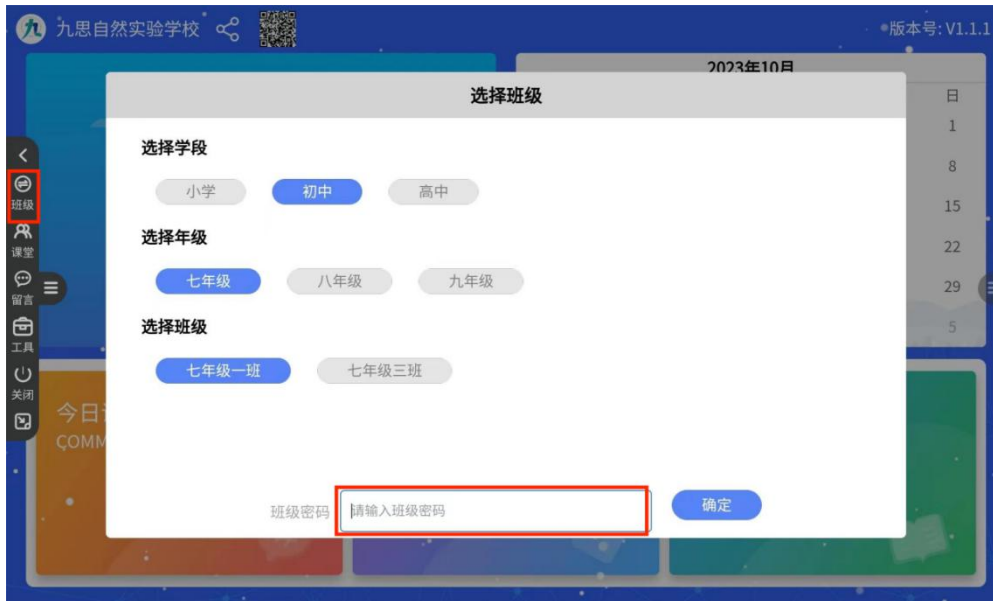 九思自然实验学校
版本号: V1.1.1
2023年10月
选择班级
日
1
8
15
22
29
5
选择学段
小学 初中 高中
选择年级
七年级 八年级 九年级
选择班级
七年级一班 七年级三班
班级密码 请输入班级密码 确定
班级
课堂
留言
工具
关闭
今日
COMM